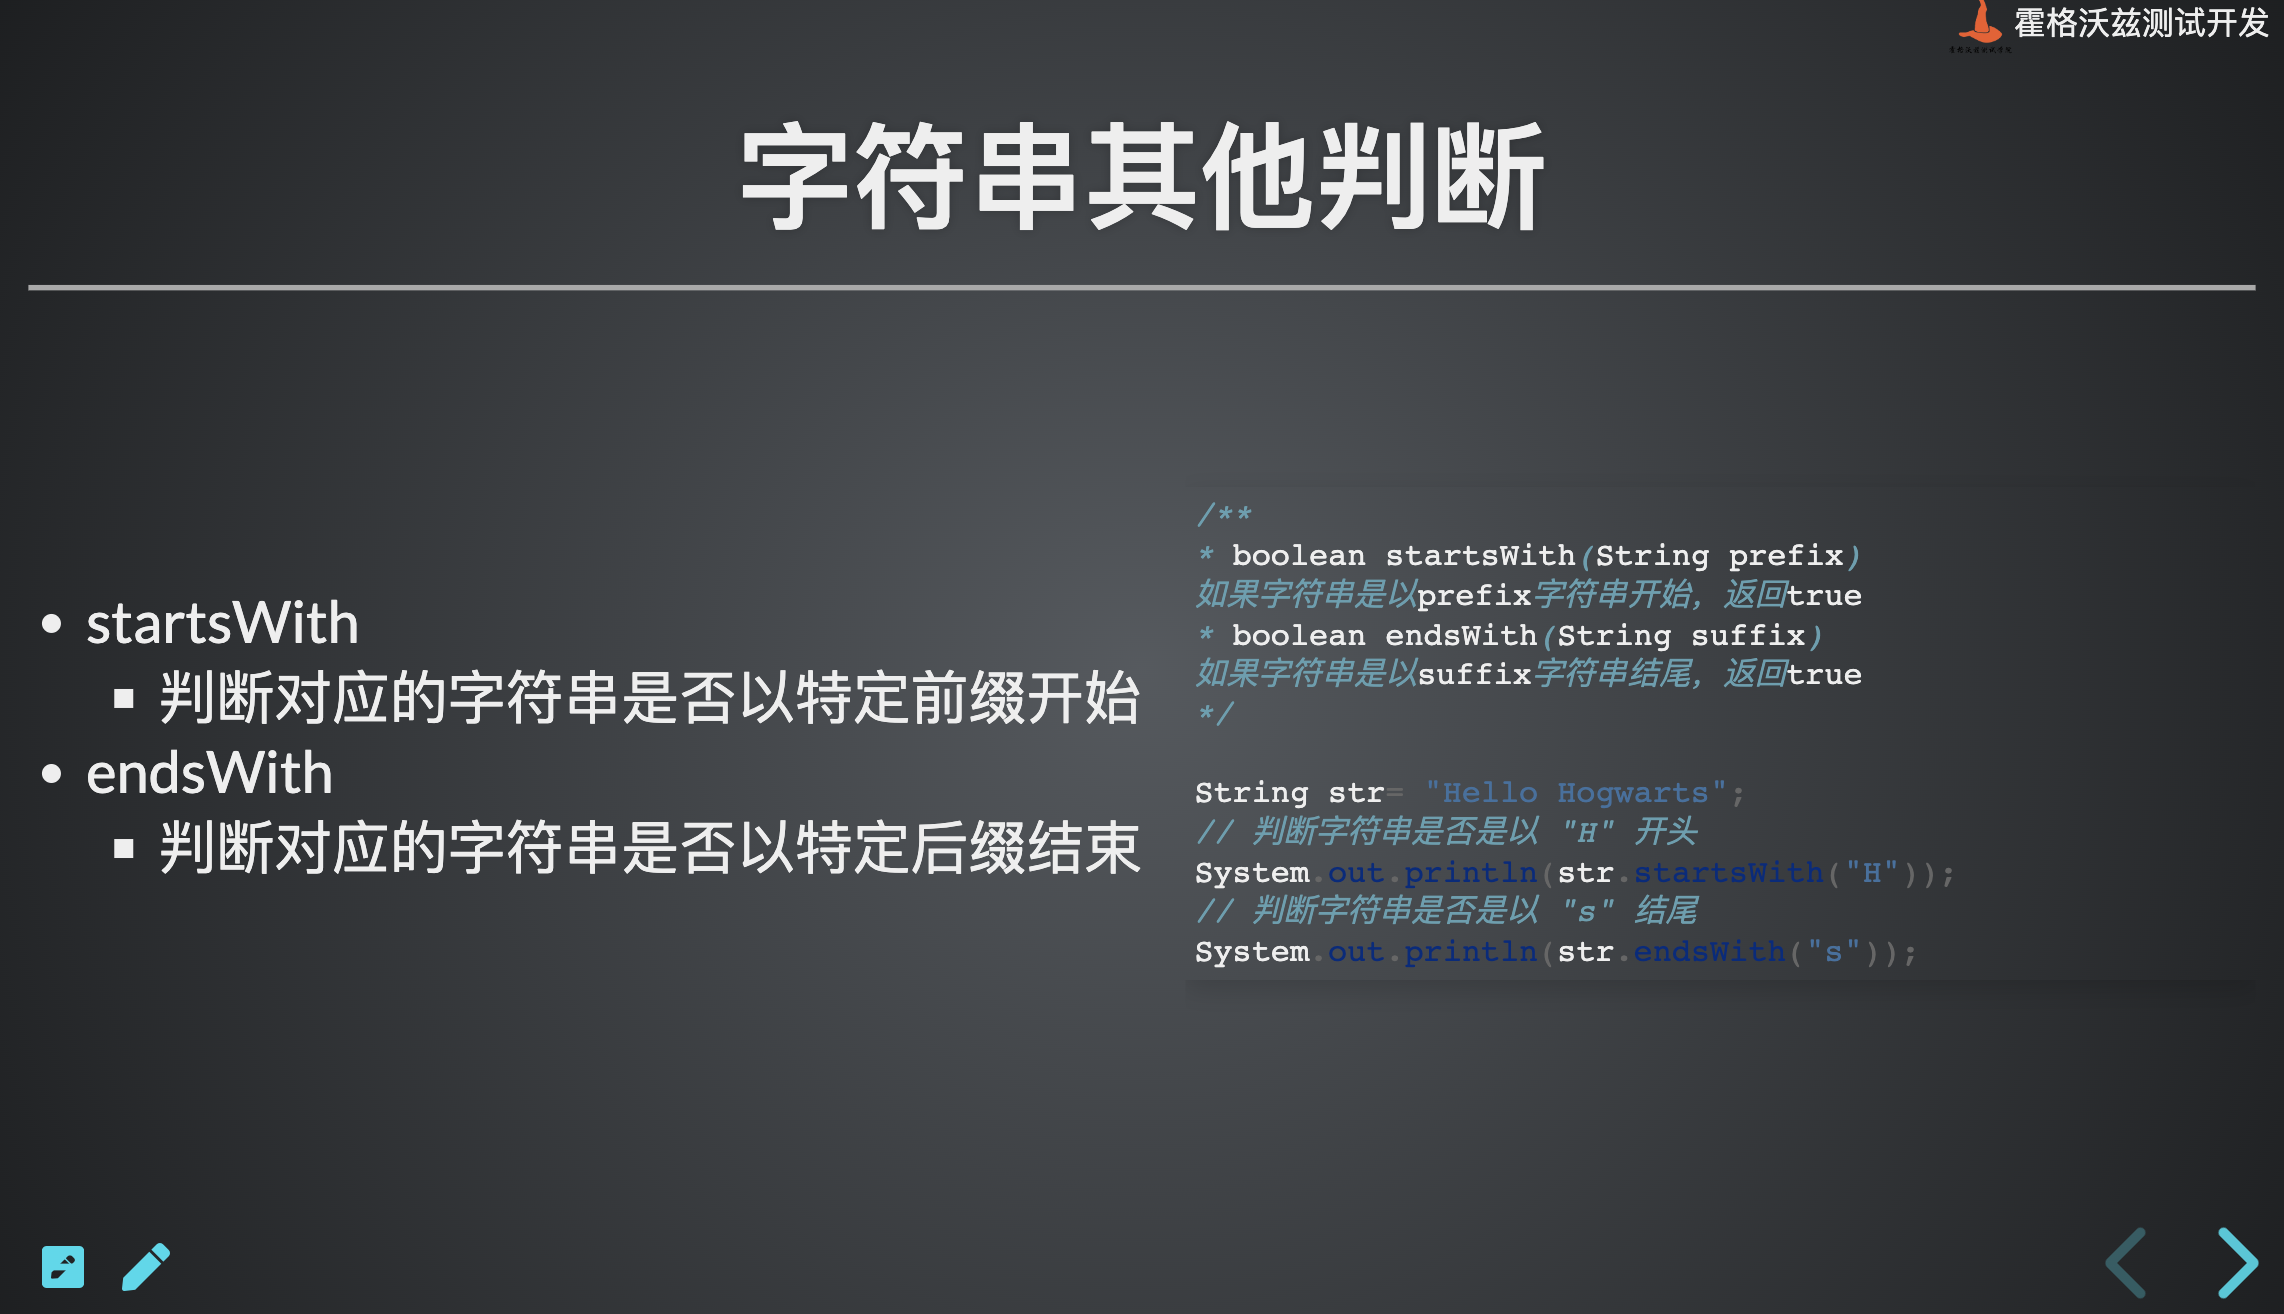 霍格沃兹测试开发
字符串其他判断
startsWith
判断对应的字符串是否以特定前缀开始
endsWith
判断对应的字符串是否以特定后缀结束
/**
* boolean startsWith(String prefix)
如果字符串是以prefix字符串开始，返回true
* boolean endsWith(String suffix)
如果字符串是以suffix字符串结尾，返回true
*/
String str= "Hello Hogwarts";
// 判断字符串是否是以 "H" 开头
System.out.println(str.startsWith("H"));
// 判断字符串是否是以 "s" 结尾
System.out.println(str.endsWith("s"));